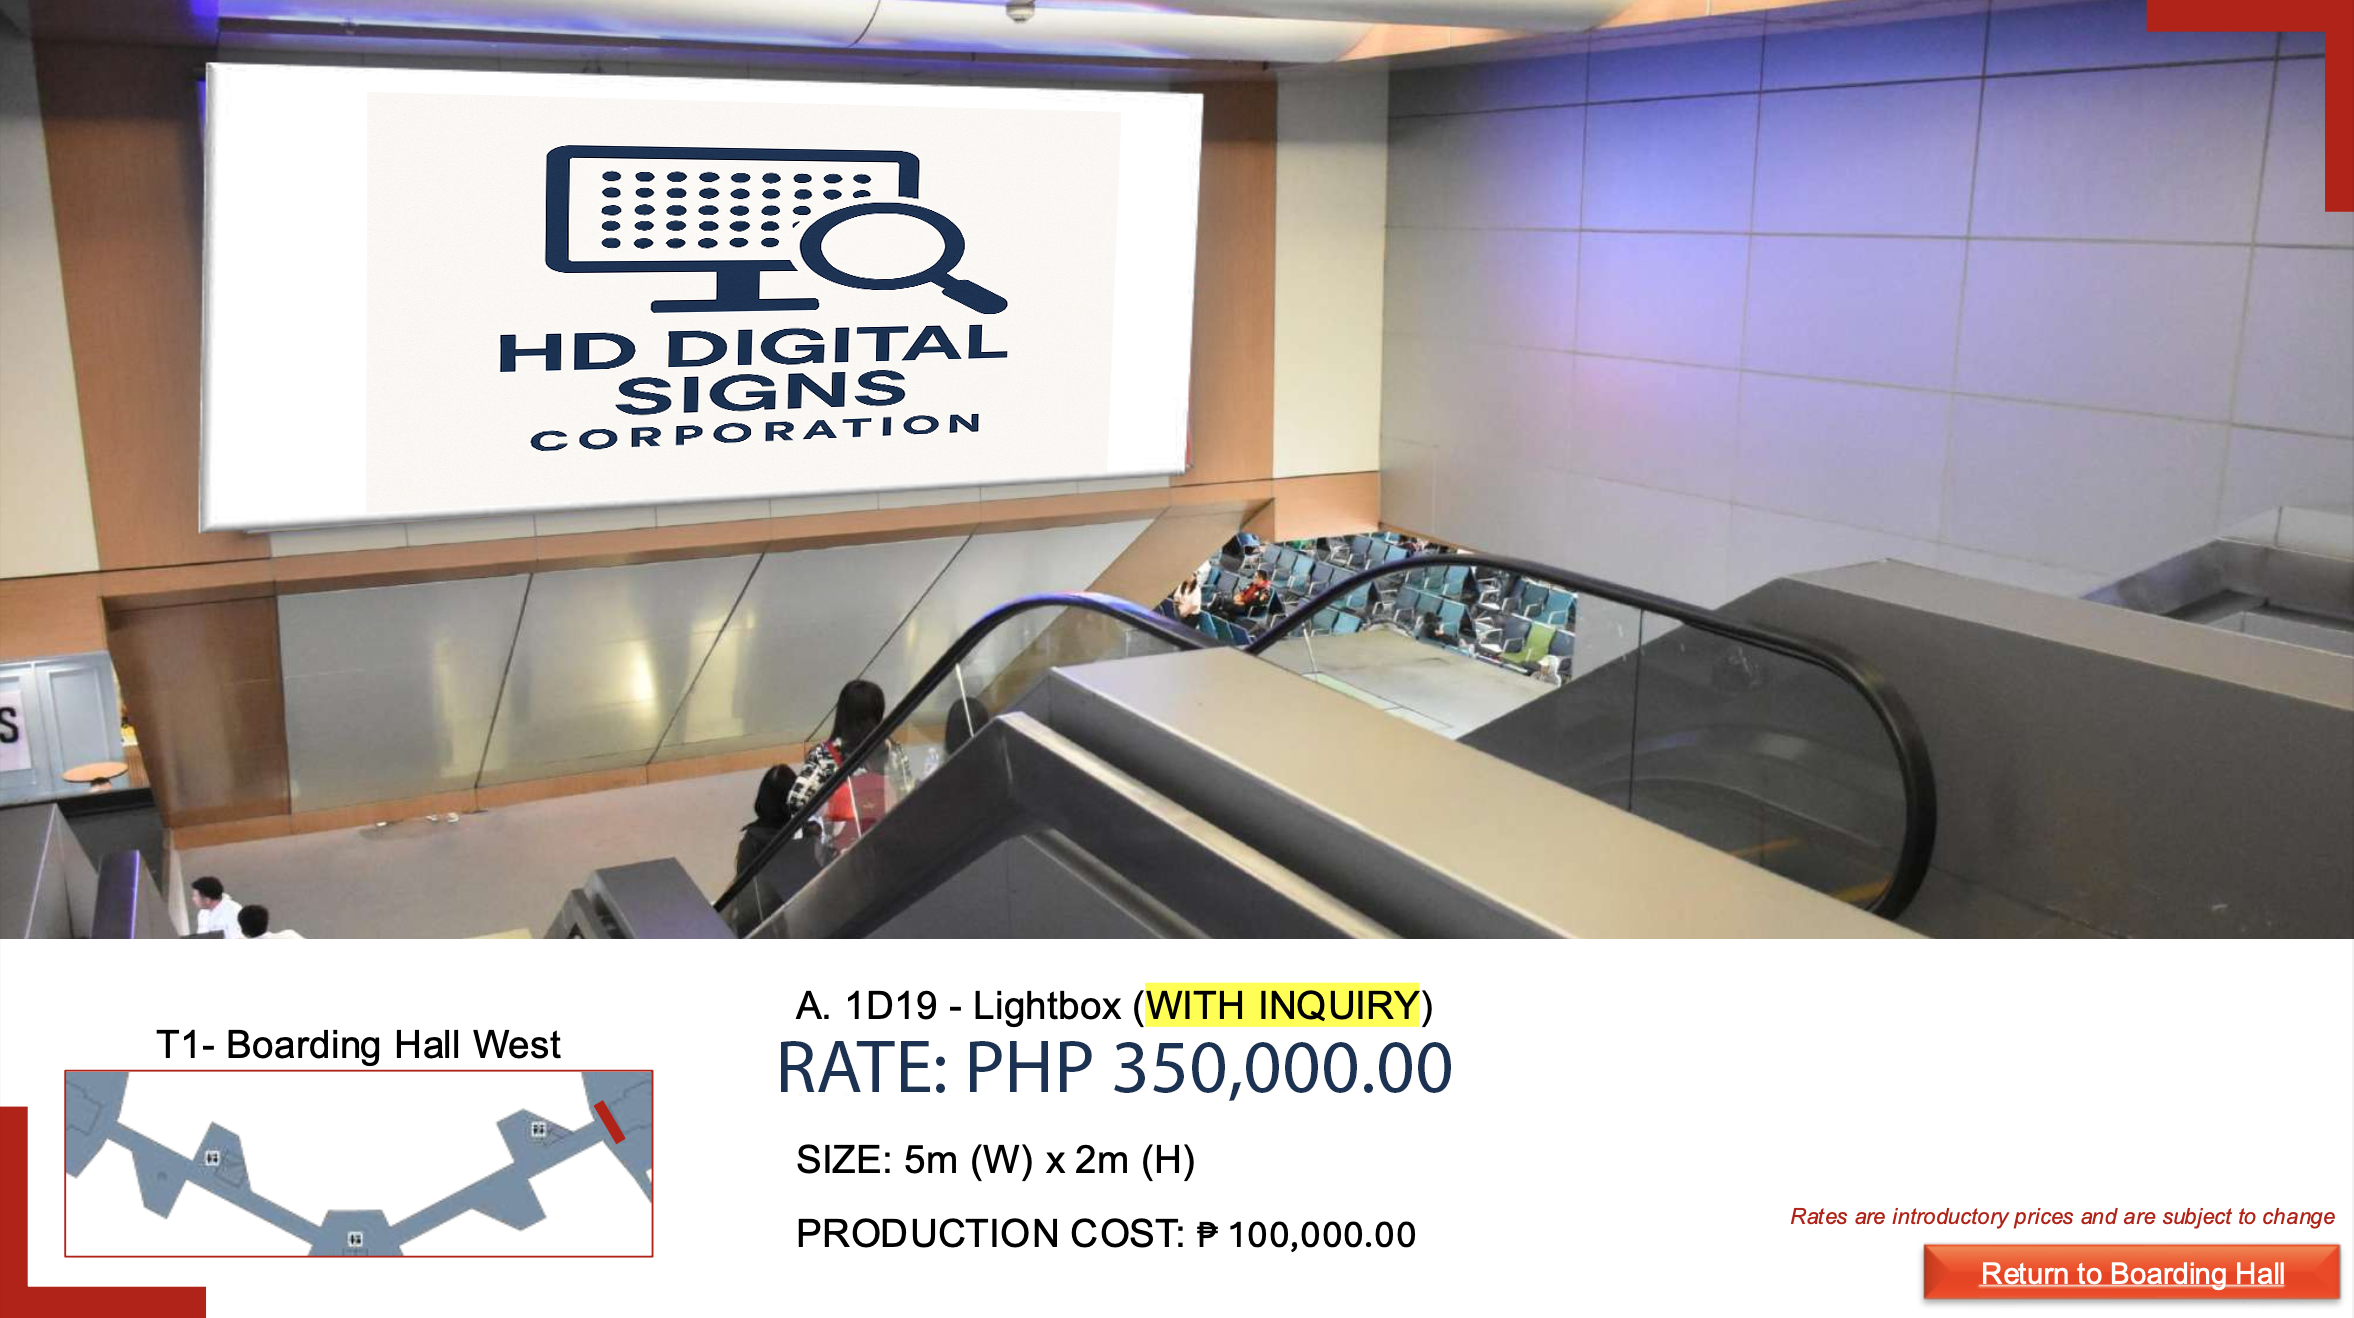 HD DIGITAL
SIGNS
CORPORATION
S
A. 1D19 - Lightbox (WITH INQUIRY)
RATE: PHP 350,000.00
T1- Boarding Hall West
SIZE: 5m (W) x 2m (H)
PRODUCTION COST: ₱ 100,000.00
Rates are introductory prices and are subject to change
Return to Boarding Hall